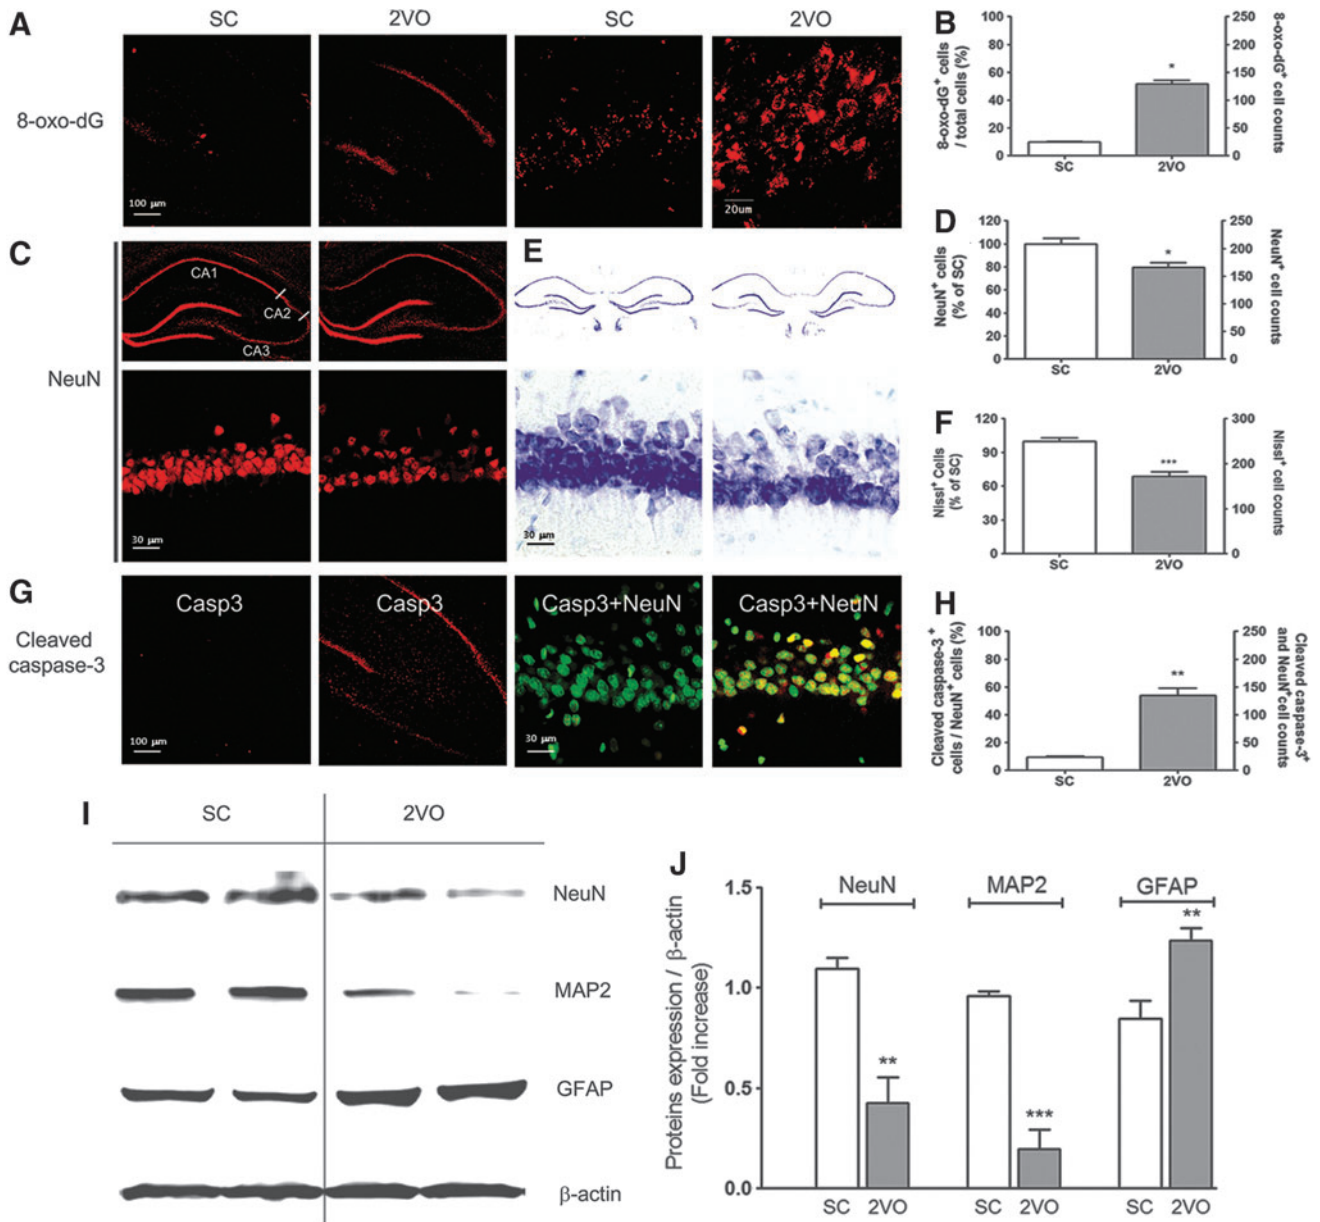 A
SC
2VO
SC
2VO
8-oxo-dG
100 µm
20um
B
8-oxo-dG+ cells
/ total cells (%)
100
80
60
40
20
0
*
SC
2VO
250
200
150
100
50
0
8-oxo-dG+ cell counts
C
NeuN
CA1
CA2
CA3
30 µm
E
30 µm
D
NeuN+ cells
(% of SC)
120
100
80
60
40
20
0
*
SC
2VO
250
200
150
100
50
0
NeuN+ cell counts
F
Nissl+ Cells
(% of SC)
120
90
60
30
0
***
SC
2VO
300
200
100
0
Nissl+ cell counts
G
Cleaved
caspase-3
Casp3
Casp3
Casp3+NeuN
Casp3+NeuN
100 µm
30 µm
H
Cleaved caspase-3+
cells / NeuN+ cells (%)
100
80
60
40
20
0
**
SC
2VO
250
200
150
100
50
0
Cleaved caspase-3+
and NeuN+cell counts
I
SC
2VO
NeuN
MAP2
GFAP
β-actin
J
Proteins expression / β-actin
(Fold increase)
1.5
1.0
0.5
0.0
NeuN
MAP2
GFAP
**
***
**
SC 2VO
SC 2VO
SC 2VO